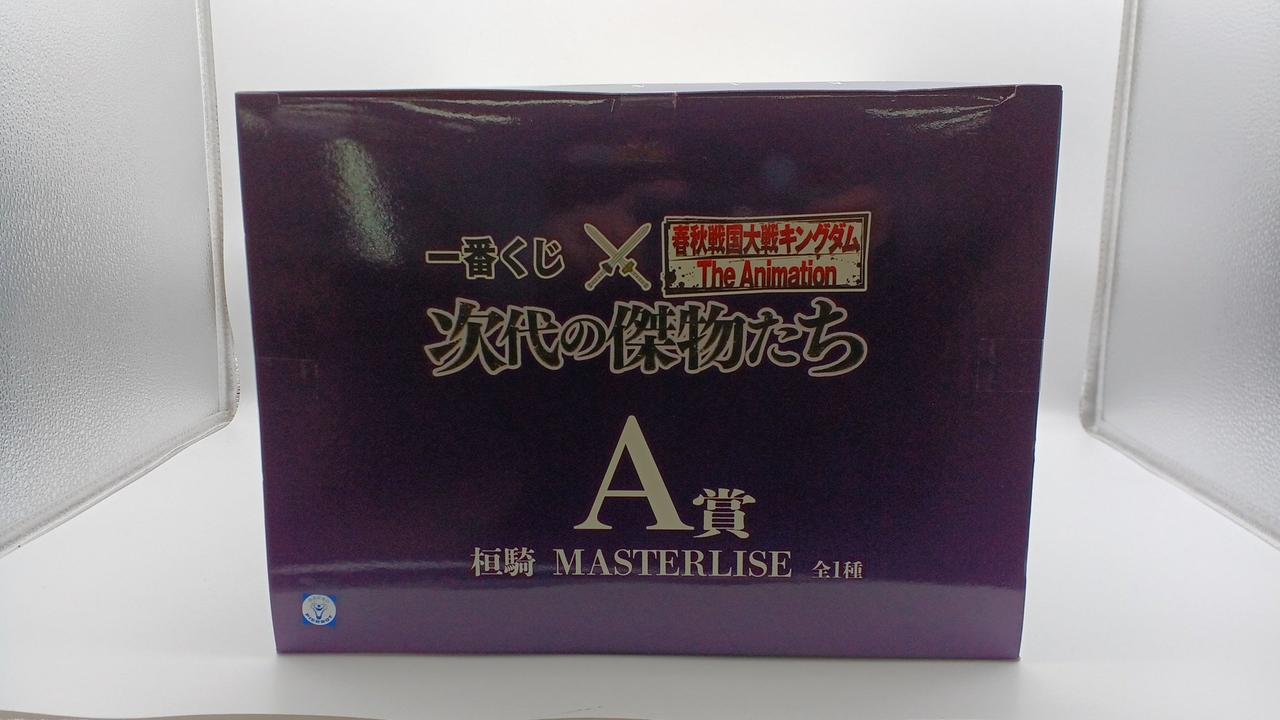 一番くじ
春秋戦国大戦キングダム
The Animation
次代の傑物たち
A賞
桓騎 MASTERLISE 全1種